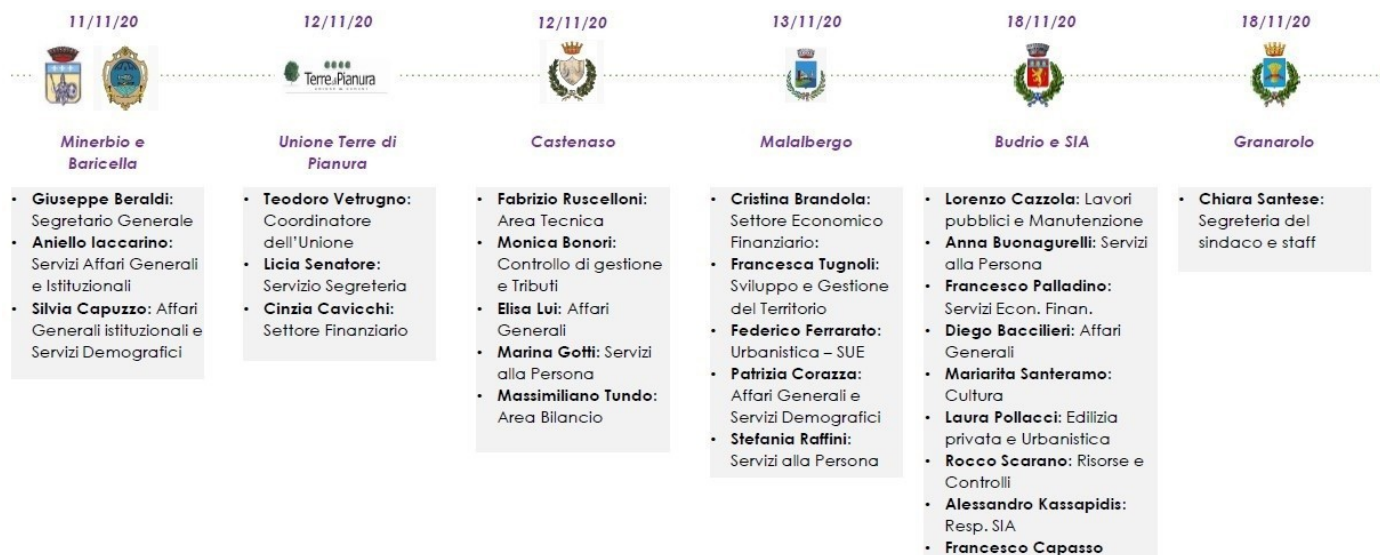 11/11/20
12/11/20
12/11/20
13/11/20
18/11/20
18/11/20
Terre di Pianura
UNIONE DI COMUNI
Minerbio e
Baricella
Unione Terre di
Pianura
Castenaso
Malalbergo
Budrio e SIA
Granarolo
• Giuseppe Beraldi:
Segretario Generale
• Aniello Iaccarino:
Servizi Affari Generali
e Istituzionali
• Silvia Capuzzo: Affari
Generali istituzionali e
Servizi Demografici
• Teodoro Vetrugno:
Coordinatore
dell'Unione
• Licia Senatore:
Servizio Segreteria
• Cinzia Cavicchi:
Settore Finanziario
• Fabrizio Ruscelloni:
Area Tecnica
• Monica Bonori:
Controllo di gestione
e Tributi
• Elisa Lui: Affari
Generali
• Marina Gotti: Servizi
alla Persona
• Massimiliano Tundo:
Area Bilancio
• Cristina Brandola:
Settore Economico
Finanziario:
• Francesca Tugnoli:
Sviluppo e Gestione
del Territorio
• Federico Ferrarato:
Urbanistica – SUE
• Patrizia Corazza:
Affari Generali e
Servizi Demografici
• Stefania Raffini:
Servizi alla Persona
• Lorenzo Cazzola: Lavori
pubblici e Manutenzione
• Anna Buonagurelli: Servizi
alla Persona
• Francesco Palladino:
Servizi Econ. Finan.
• Diego Baccilieri: Affari
Generali
• Mariarita Santeramo:
Cultura
• Laura Pollacci: Edilizia
privata e Urbanistica
• Rocco Scarano: Risorse e
Controlli
• Alessandro Kassapidis:
Resp. SIA
• Francesco Capasso
• Chiara Santese:
Segreteria del
sindaco e staff